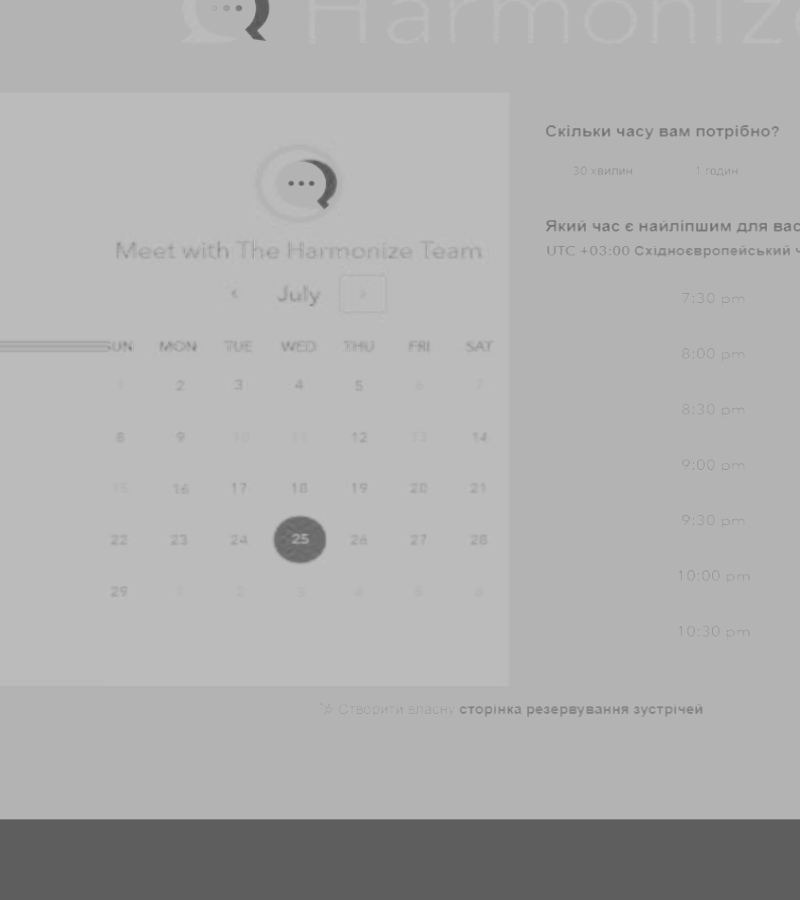 Harmonize
Meet with The Harmonize Team
July
SUN MON TUE WED THU FRI SAT
1 2 3 4 5 6 7
8 9 10 11 12 13 14
15 16 17 18 19 20 21
22 23 24 25 26 27 28
29 1 2 3 4 5 6
Скільки часу вам потрібно?
30 хвилин 1 годин
Який час є найліпшим для вас
UTC +03:00 Східноєвропейський ч
7:30 pm
8:00 pm
8:30 pm
9:00 pm
9:30 pm
10:00 pm
10:30 pm
Створити власну сторінка резервування зустрічей